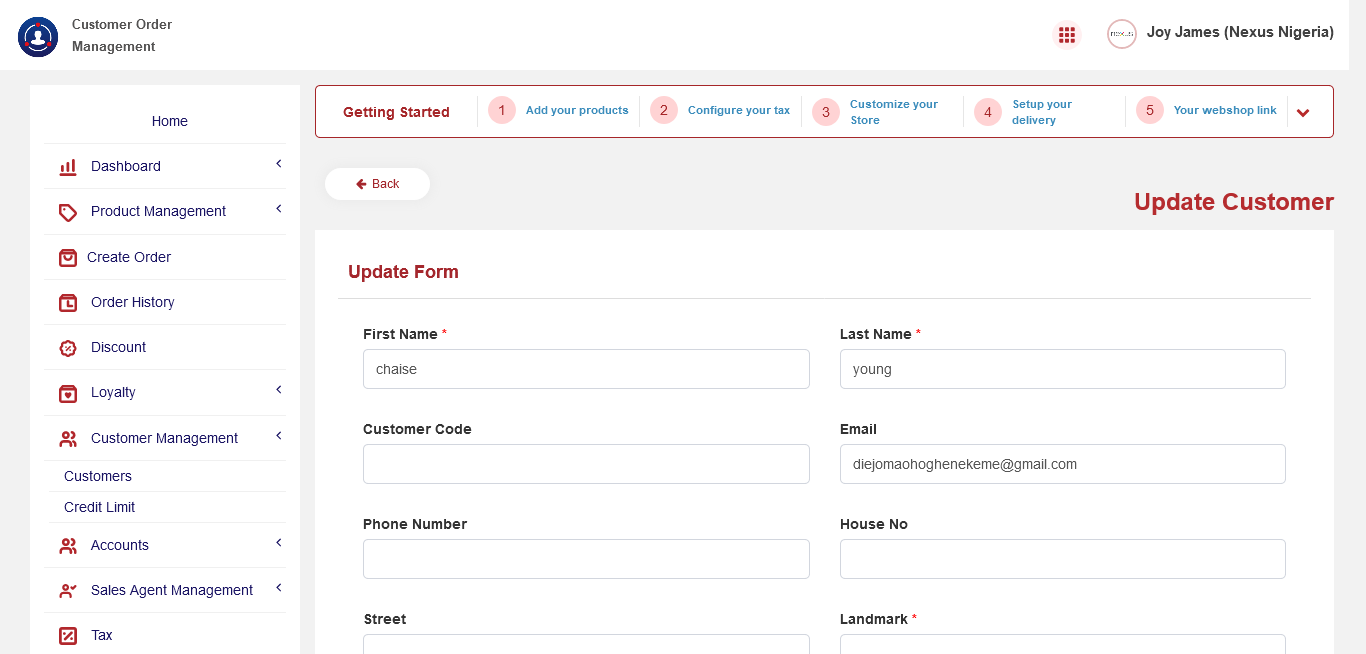 Customer Order
Management
nexus
Joy James (Nexus Nigeria)
Home
Dashboard
Product Management
Create Order
Order History
Discount
Loyalty
Customer Management
Customers
Credit Limit
Accounts
Sales Agent Management
Tax
Getting Started
1
Add your products
2
Configure your tax
3
Customize your
Store
4
Setup your
delivery
5
Your webshop link
Back
Update Customer
Update Form
First Name *
Last Name *
chaise
young
Customer Code
Email
diejomaohoghenekeme@gmail.com
Phone Number
House No
Street
Landmark *